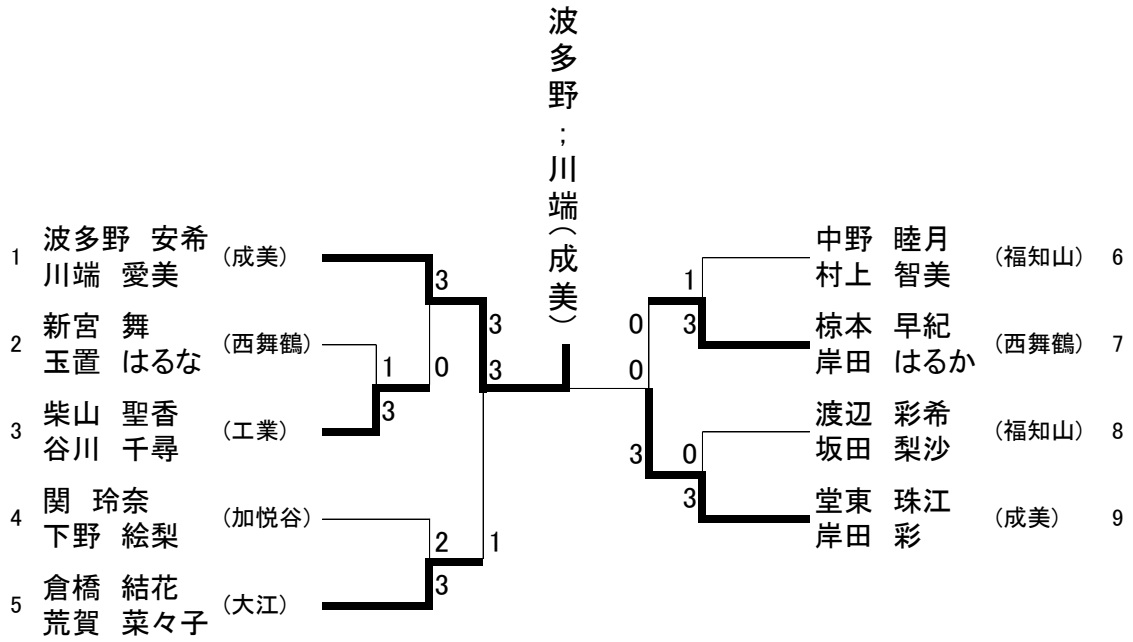 波多野;川端(成美)
1 波多野 安希 (成美)
川端 愛美
2 新宮 舞 (西舞鶴)
玉置 はるな
3 柴山 聖香 (工業)
谷川 千尋
4 関 玲奈 (加悦谷)
下野 絵梨
5 倉橋 結花 (大江)
荒賀 菜々子
3
3
1
0
3
3
2
1
3
中野 睦月 (福知山) 6
村上 智美
椋本 早紀 (西舞鶴) 7
岸田 はるか
渡辺 彩希 (福知山) 8
坂田 梨沙
堂東 珠江 (成美) 9
岸田 彩
1
0
3
0
3
0
3